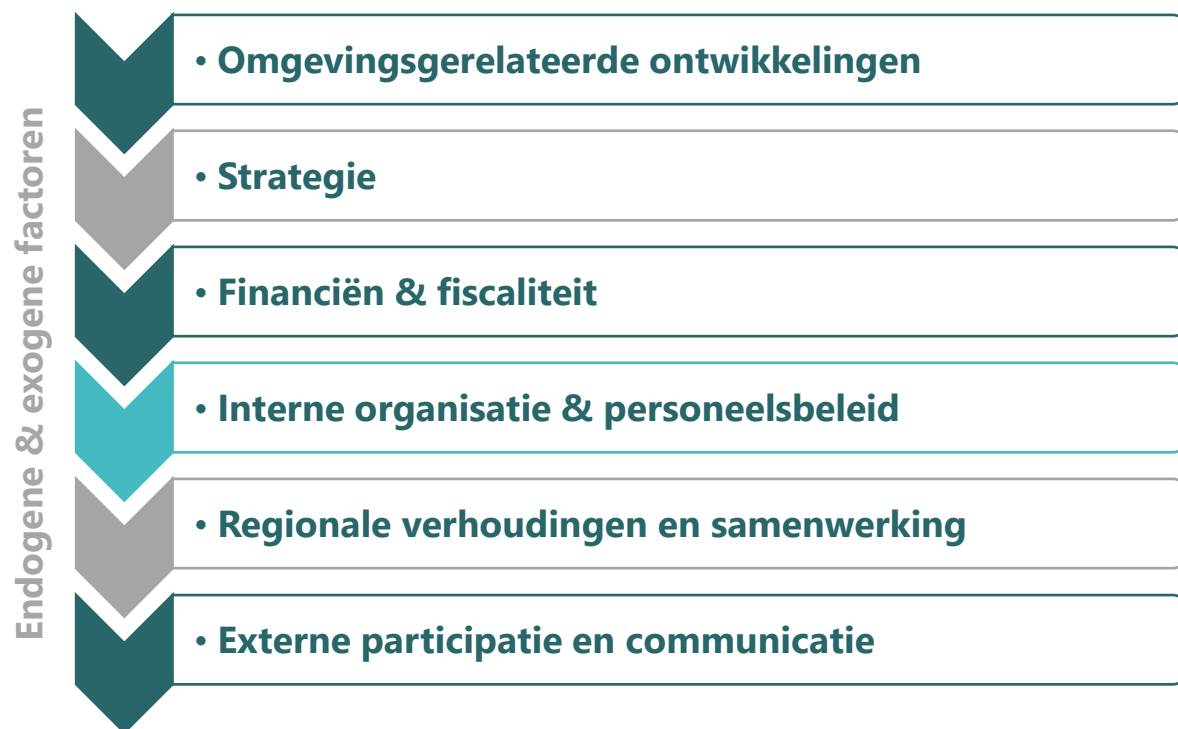 Endogene & exogene factoren
• Omgevingsgerelateerde ontwikkelingen
• Strategie
• Financiën & fiscaliteit
• Interne organisatie & personeelsbeleid
• Regionale verhoudingen en samenwerking
• Externe participatie en communicatie